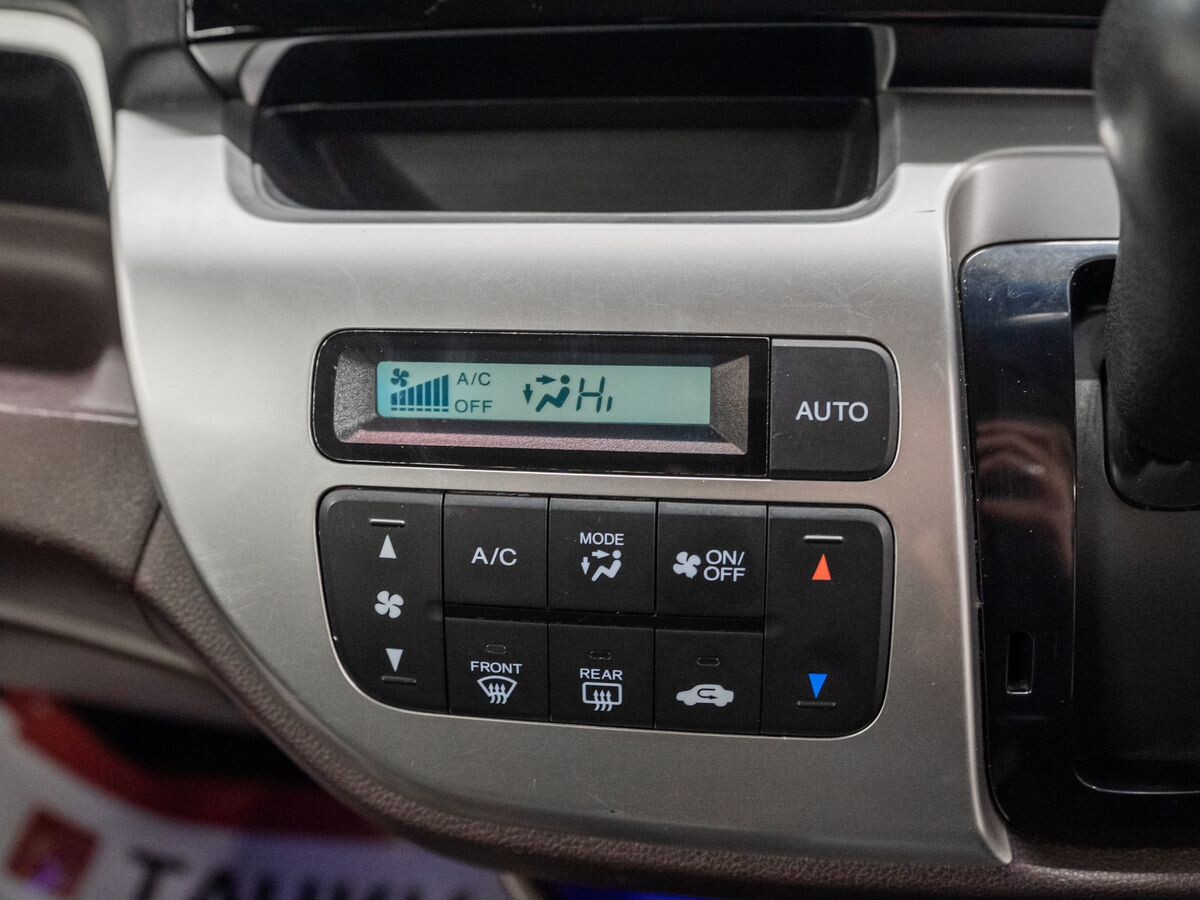 A/C
OFF
Hi
AUTO
A/C
MODE
ON/
OFF
FRONT
REAR